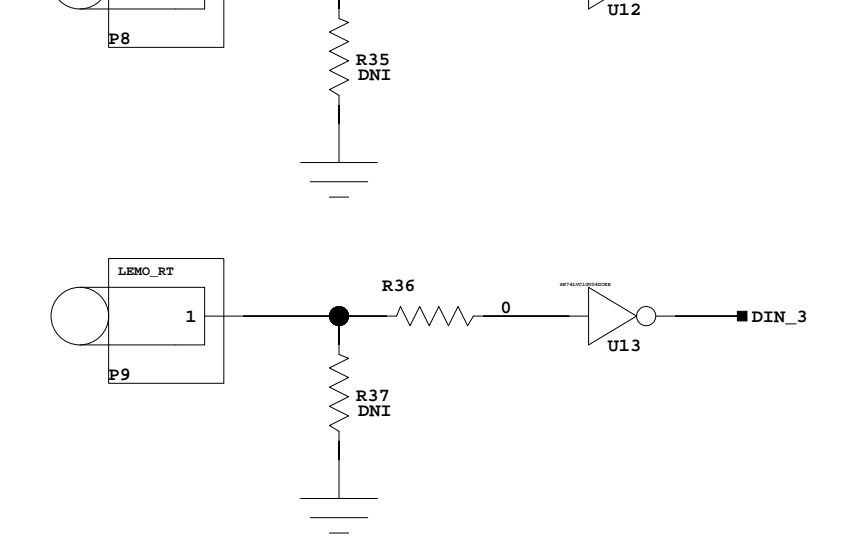 U12
P8
R35
DNI
LEMO_RT
R36
1
0
DIN_3
U13
P9
R37
DNI